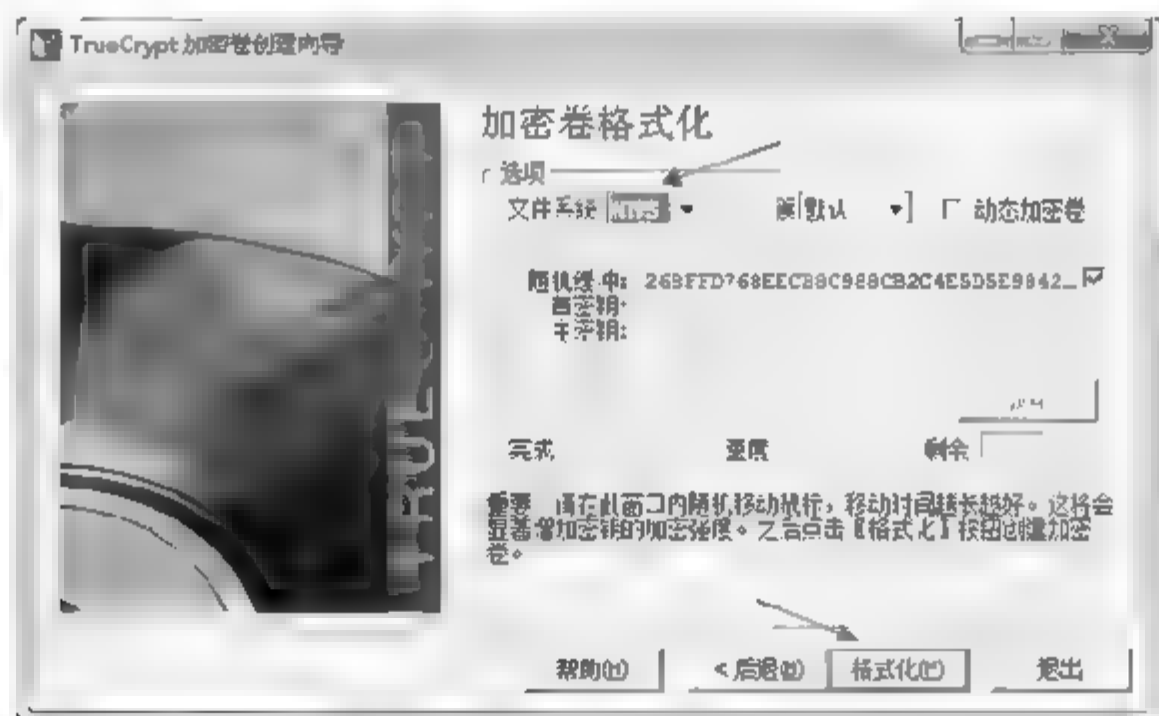 TrueCrypt 加密卷创建向导
加密卷格式化
选项
文件系统 NTFS 默认 动态加密卷
随机缓冲:
首密钥:
主密钥:
完成 速度 剩余
重要: 请在此窗口内随机移动鼠标，移动时间越长越好。这将会
显著增加密钥的加密强度。之后点击【格式化】按钮创建加密
卷。
帮助(H) < 后退(B) 格式化(F) 退出